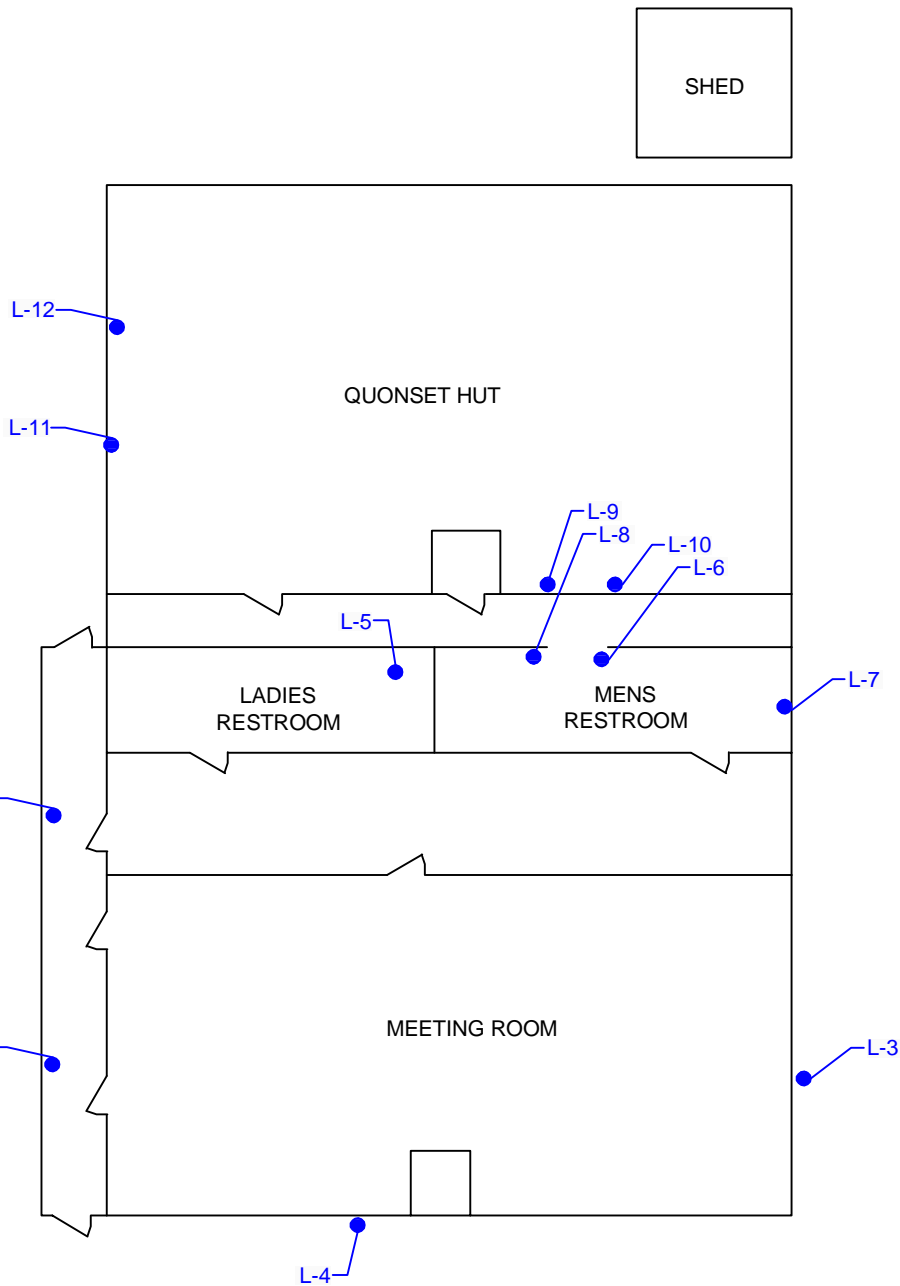 SHED
L-12
QUONSET HUT
L-11
L-9
L-8
L-10
L-6
L-5
L-7
LADIES
RESTROOM
MENS
RESTROOM
MEETING ROOM
L-3
L-4